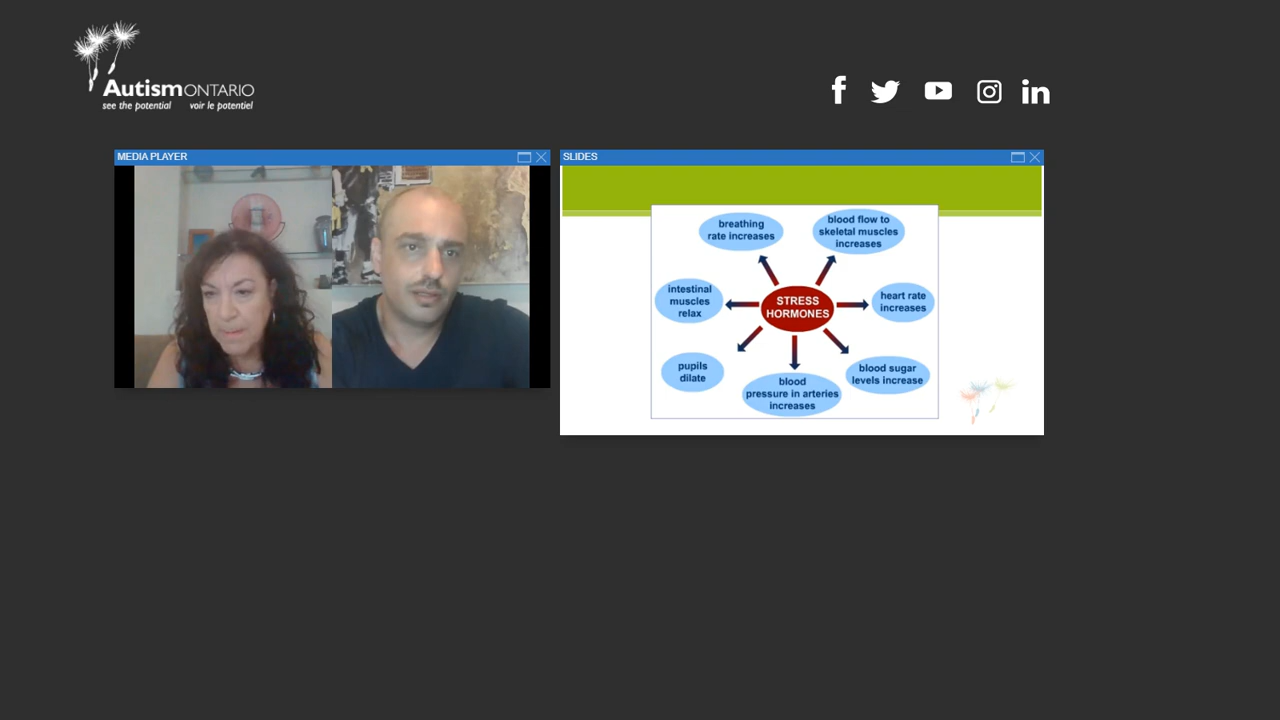 Autism ONTARIO
see the potential voir le potentiel
MEDIA PLAYER
SLIDES
breathing
rate increases
blood flow to
skeletal muscles
increases
intestinal
muscles
relax
STRESS
HORMONES
heart rate
increases
pupils
dilate
blood
pressure in arteries
increases
blood sugar
levels increase